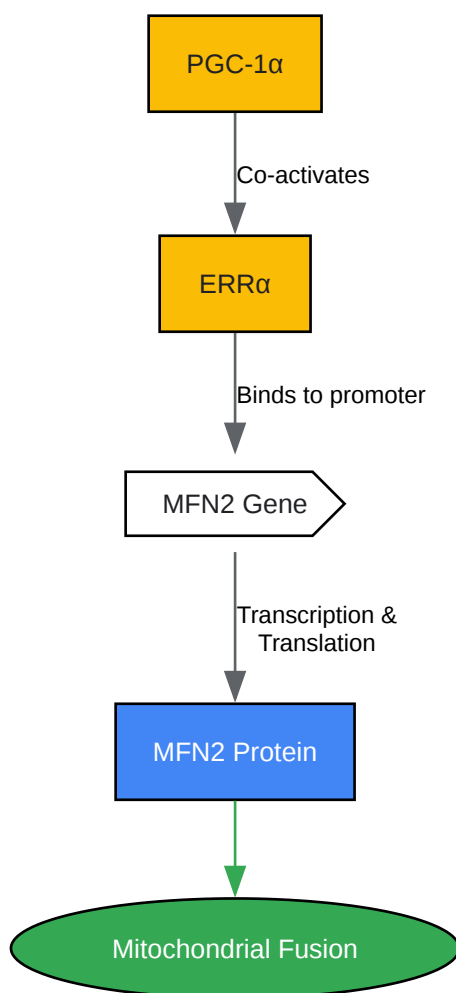 PGC-1α
Co-activates
ERRα
Binds to promoter
MFN2 Gene
Transcription &
Translation
MFN2 Protein
Mitochondrial Fusion